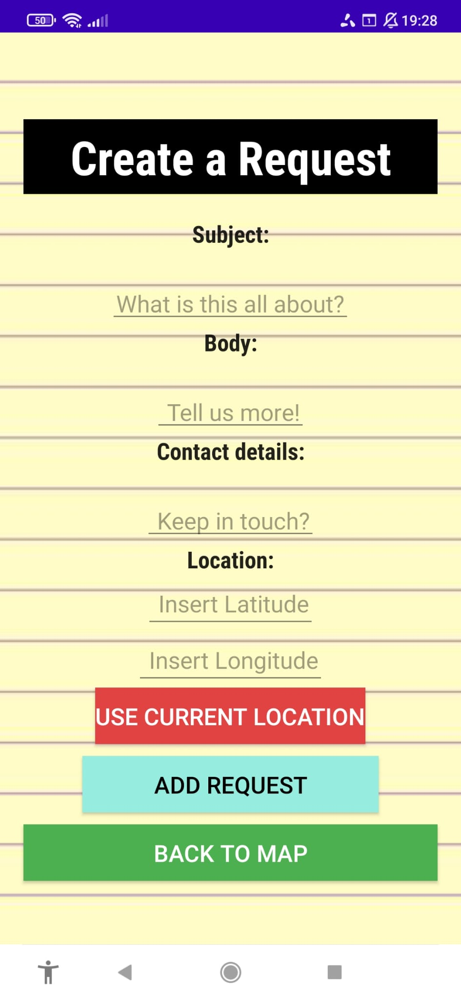 50 1 19:28
Create a Request
Subject:
What is this all about?
Body:
Tell us more!
Contact details:
Keep in touch?
Location:
Insert Latitude
Insert Longitude
USE CURRENT LOCATION
ADD REQUEST
BACK TO MAP